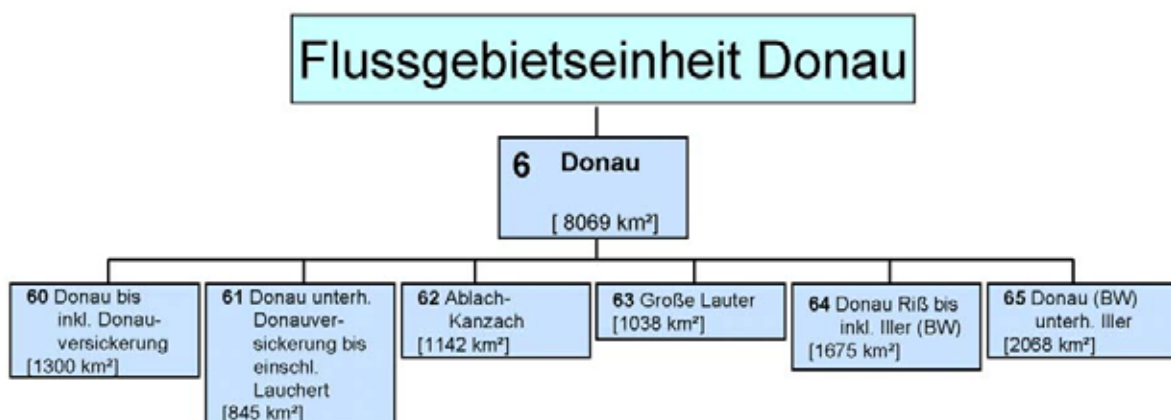 Flussgebietseinheit Donau
6 Donau
[ 8069 km²]
60 Donau bis
inkl. Donau-
versickerung
[1300 km²]
61 Donau unterh.
Donauver-
sickerung bis
einschl.
Lauchert
[845 km²]
62 Ablach-
Kanzach
[1142 km²]
63 Große Lauter
[1038 km²]
64 Donau Riß bis
inkl. Iller (BW)
[1675 km²]
65 Donau (BW)
unterh. Iller
[2068 km²]